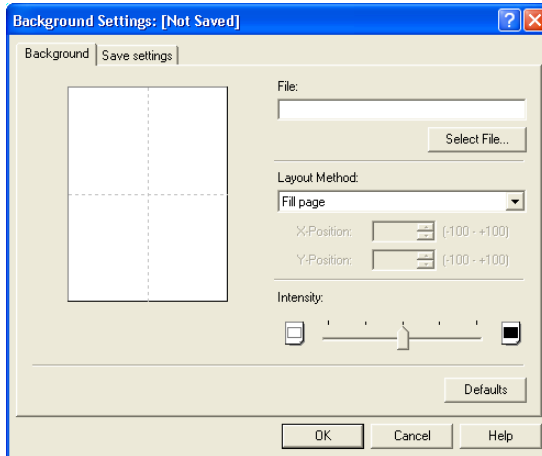 Background Settings: [Not Saved]
Background
Save settings
File:
Select File...
Layout Method:
Fill page
X-Position:
(-100 - +100)
Y-Position:
(-100 - +100)
Intensity:
Defaults
OK
Cancel
Help